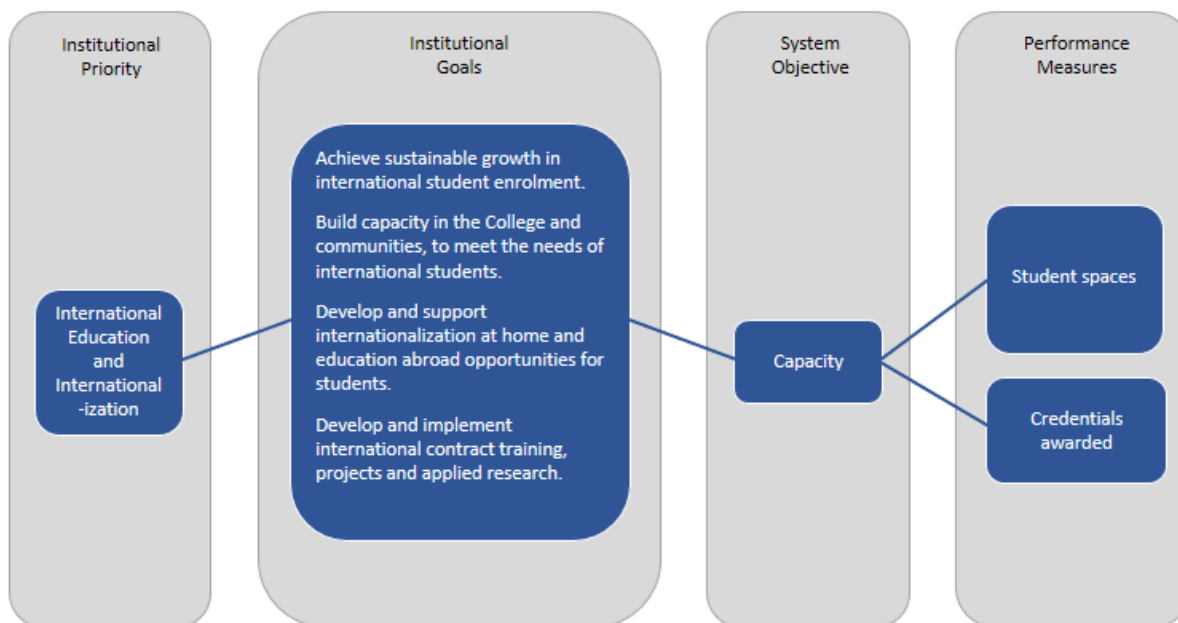 Institutional
Priority
Institutional
Goals
System
Objective
Performance
Measures
International
Education
and
International
-ization
Achieve sustainable growth in
international student enrolment.
Build capacity in the College and
communities, to meet the needs of
international students.
Develop and support
internationalization at home and
education abroad opportunities for
students.
Develop and implement
international contract training,
projects and applied research.
Capacity
Student spaces
Credentials
awarded